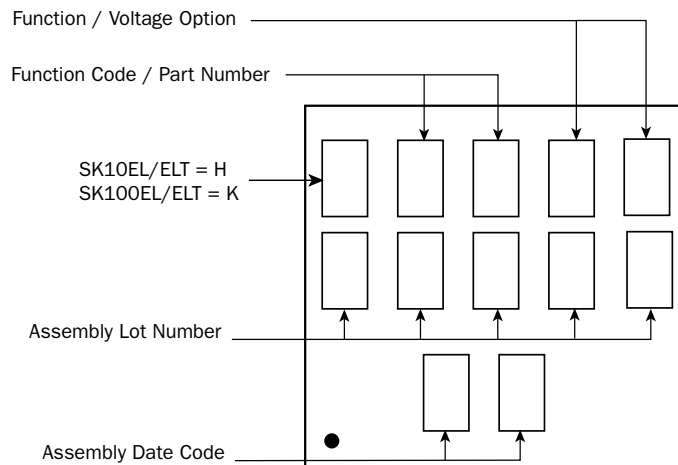 Function / Voltage Option
Function Code / Part Number
SK10EL/ELT = H
SK100EL/ELT = K
Assembly Lot Number
Assembly Date Code